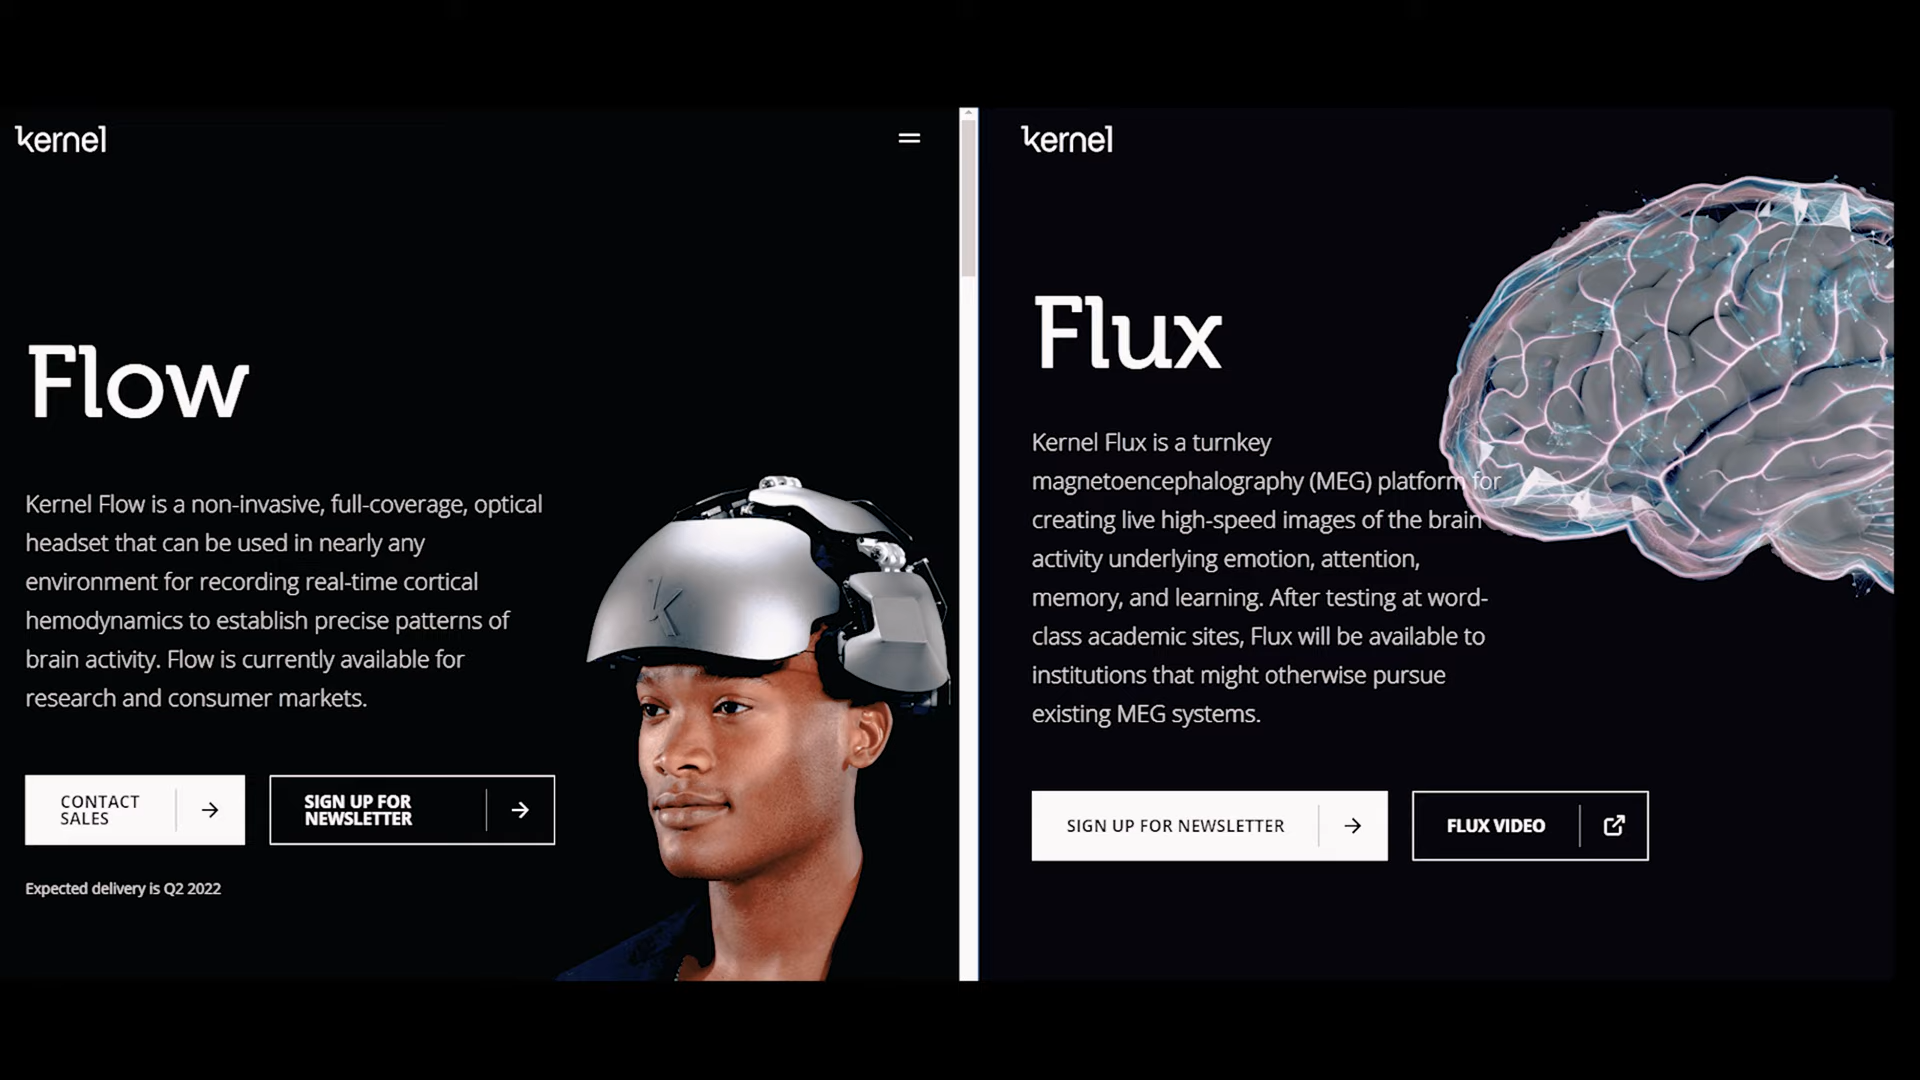 kernel
Flow
Kernel Flow is a non-invasive, full-coverage, optical
headset that can be used in nearly any
environment for recording real-time cortical
hemodynamics to establish precise patterns of
brain activity. Flow is currently available for
research and consumer markets.
CONTACT
SALES
SIGN UP FOR
NEWSLETTER
Expected delivery is Q2 2022
K
kernel
Flux
Kernel Flux is a turnkey
magnetoencephalography (MEG) platform for
creating live high-speed images of the brain
activity underlying emotion, attention,
memory, and learning. After testing at word-
class academic sites, Flux will be available to
institutions that might otherwise pursue
existing MEG systems.
SIGN UP FOR NEWSLETTER
FLUX VIDEO